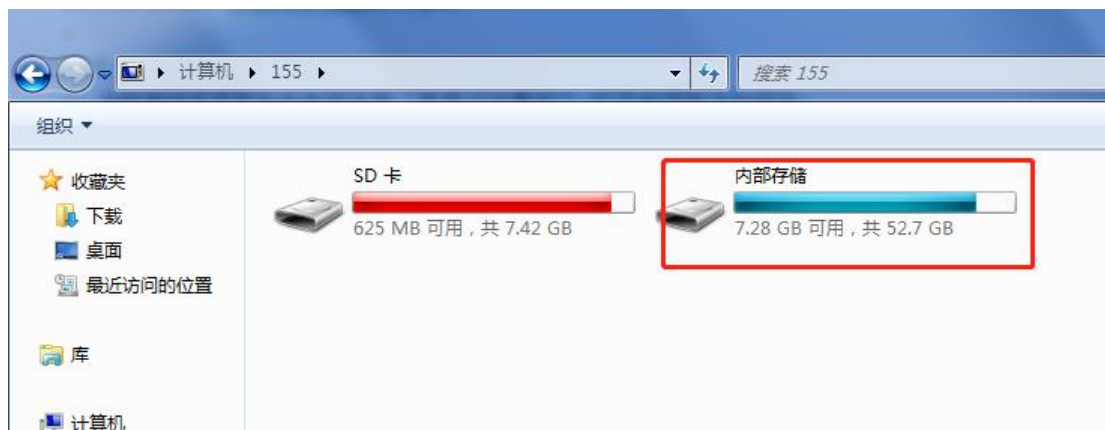 计算机 155
搜索 155
组织
收藏夹
下载
桌面
最近访问的位置
库
计算机
SD 卡
625 MB 可用，共 7.42 GB
内部存储
7.28 GB 可用，共 52.7 GB